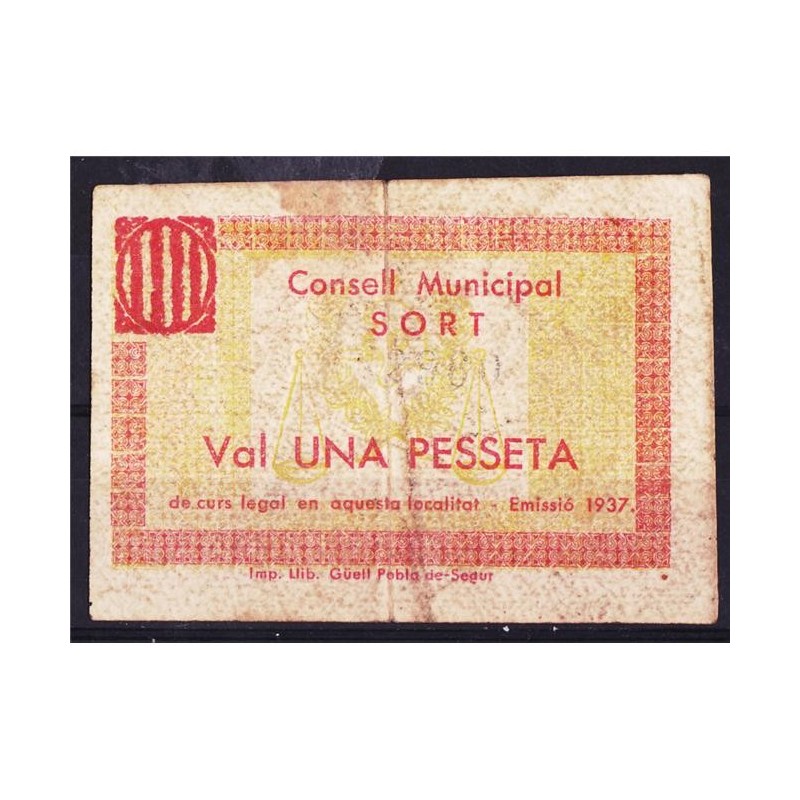 Consell Municipal
SORT
Val UNA PESSETA
de curs legal en aquesta localitat - Emissió 1937.
Imp. Llib. Güell Pobla de-Segur